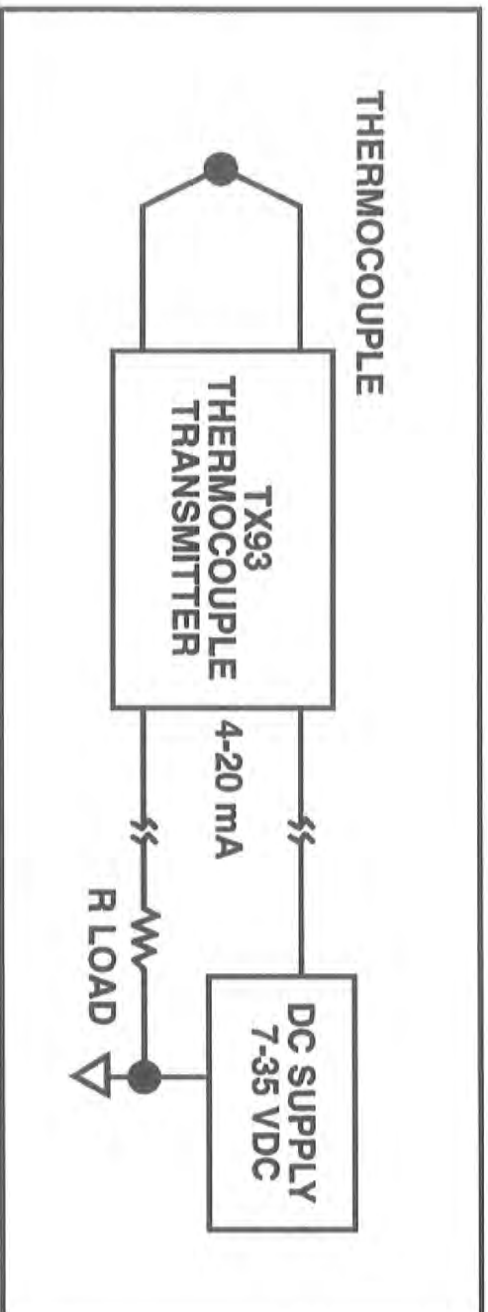 THERMOCOUPLE
TX93
THERMOCOUPLE
TRANSMITTER
4-20 mA
R LOAD
DC SUPPLY
7-35 VDC